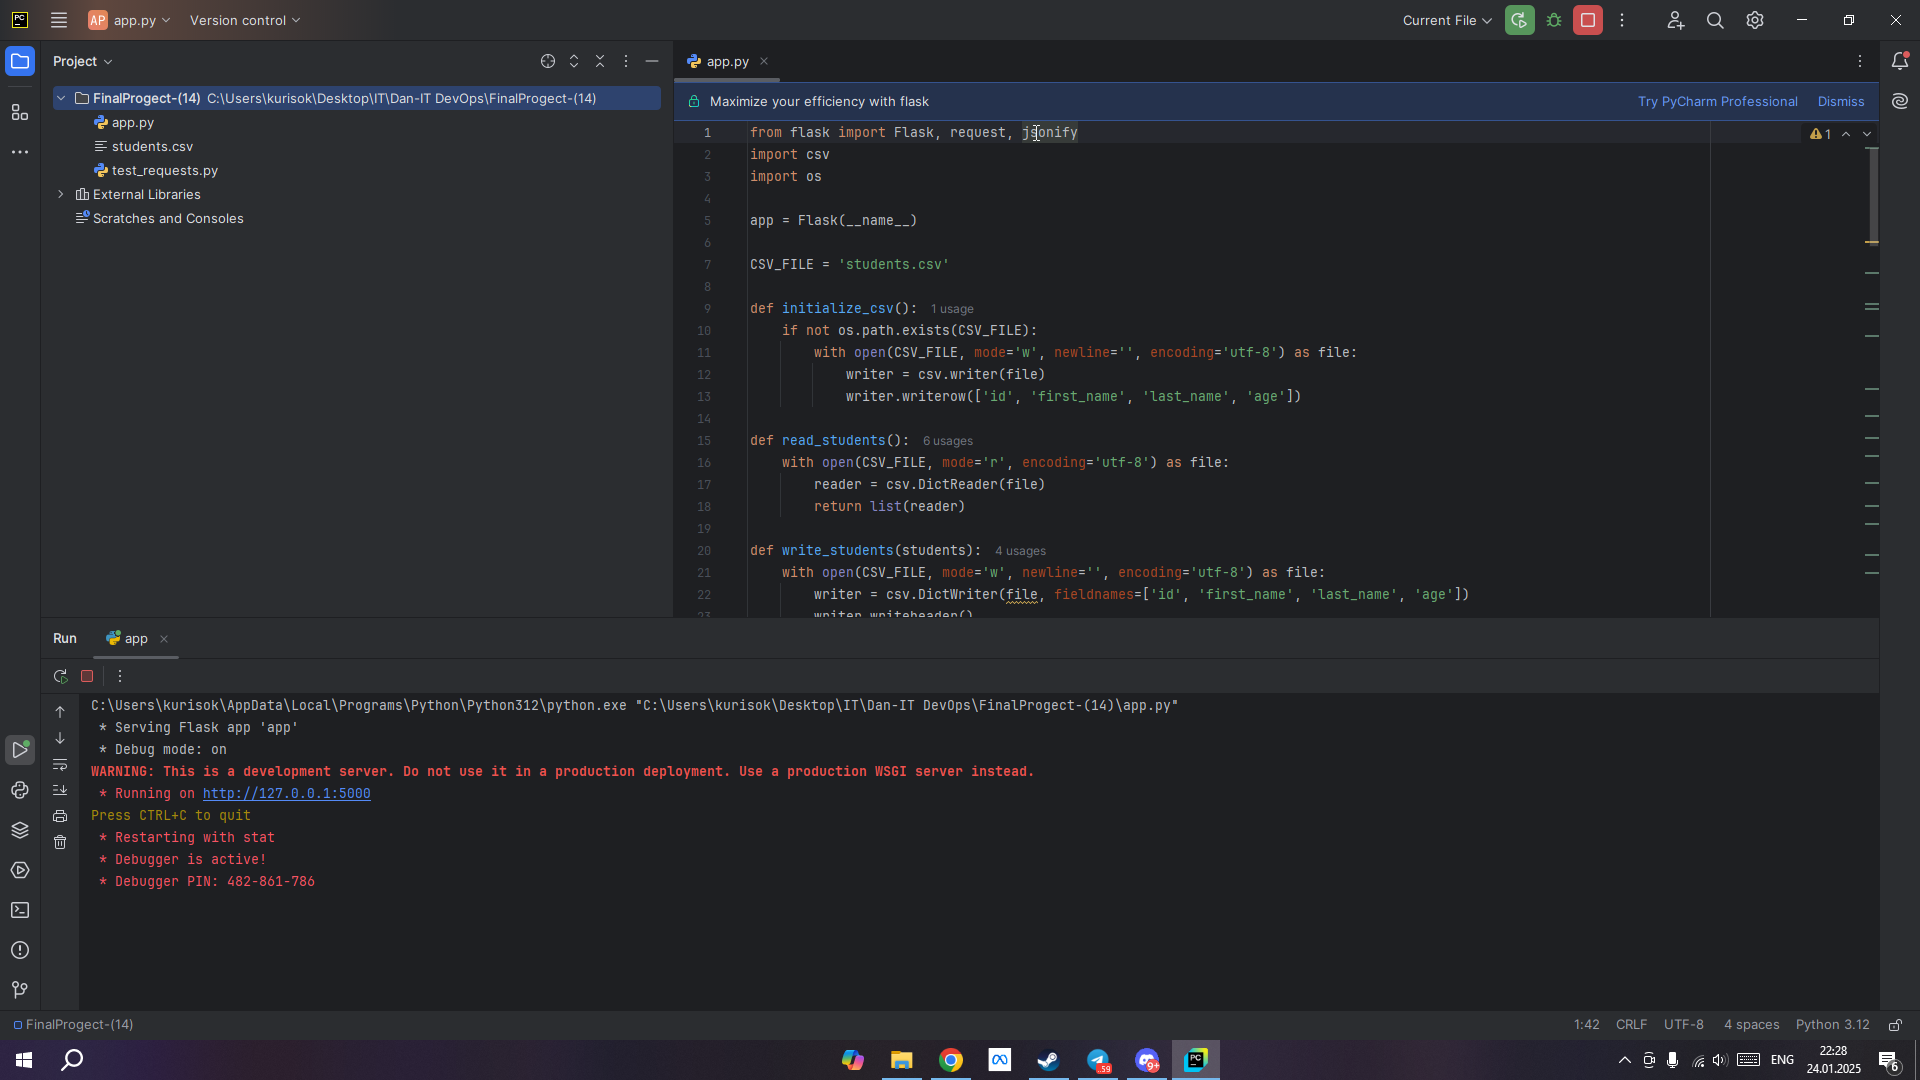 PC
AP app.py
Version control
Current File
Project
FinalProgect-(14) C:\Users\kurisok\Desktop\IT\Dan-IT DevOps\FinalProgect-(14)
app.py
students.csv
test_requests.py
External Libraries
Scratches and Consoles
app.py
Maximize your efficiency with flask
Try PyCharm Professional
Dismiss
1 from flask import Flask, request, jsonify
1
2 import csv
3 import os
4
5 app = Flask(__name__)
6
7 CSV_FILE = 'students.csv'
8
9 def initialize_csv(): 1 usage
10 if not os.path.exists(CSV_FILE):
11 with open(CSV_FILE, mode='w', newline='', encoding='utf-8') as file:
12 writer = csv.writer(file)
13 writer.writerow(['id', 'first_name', 'last_name', 'age'])
14
15 def read_students(): 6 usages
16 with open(CSV_FILE, mode='r', encoding='utf-8') as file:
17 reader = csv.DictReader(file)
18 return list(reader)
19
20 def write_students(students): 4 usages
21 with open(CSV_FILE, mode='w', newline='', encoding='utf-8') as file:
22 writer = csv.DictWriter(file, fieldnames=['id', 'first_name', 'last_name', 'age'])
23 writer.writeheader()
Run
app
C:\Users\kurisok\AppData\Local\Programs\Python\Python312\python.exe "C:\Users\kurisok\Desktop\IT\Dan-IT DevOps\FinalProgect-(14)\app.py"
* Serving Flask app 'app'
* Debug mode: on
WARNING: This is a development server. Do not use it in a production deployment. Use a production WSGI server instead.
* Running on http://127.0.0.1:5000
Press CTRL+C to quit
* Restarting with stat
* Debugger is active!
* Debugger PIN: 482-861-786
FinalProgect-(14)
1:42
CRLF
UTF-8
4 spaces
Python 3.12
59
9+
PC
ENG
22:28
24.01.2025
6